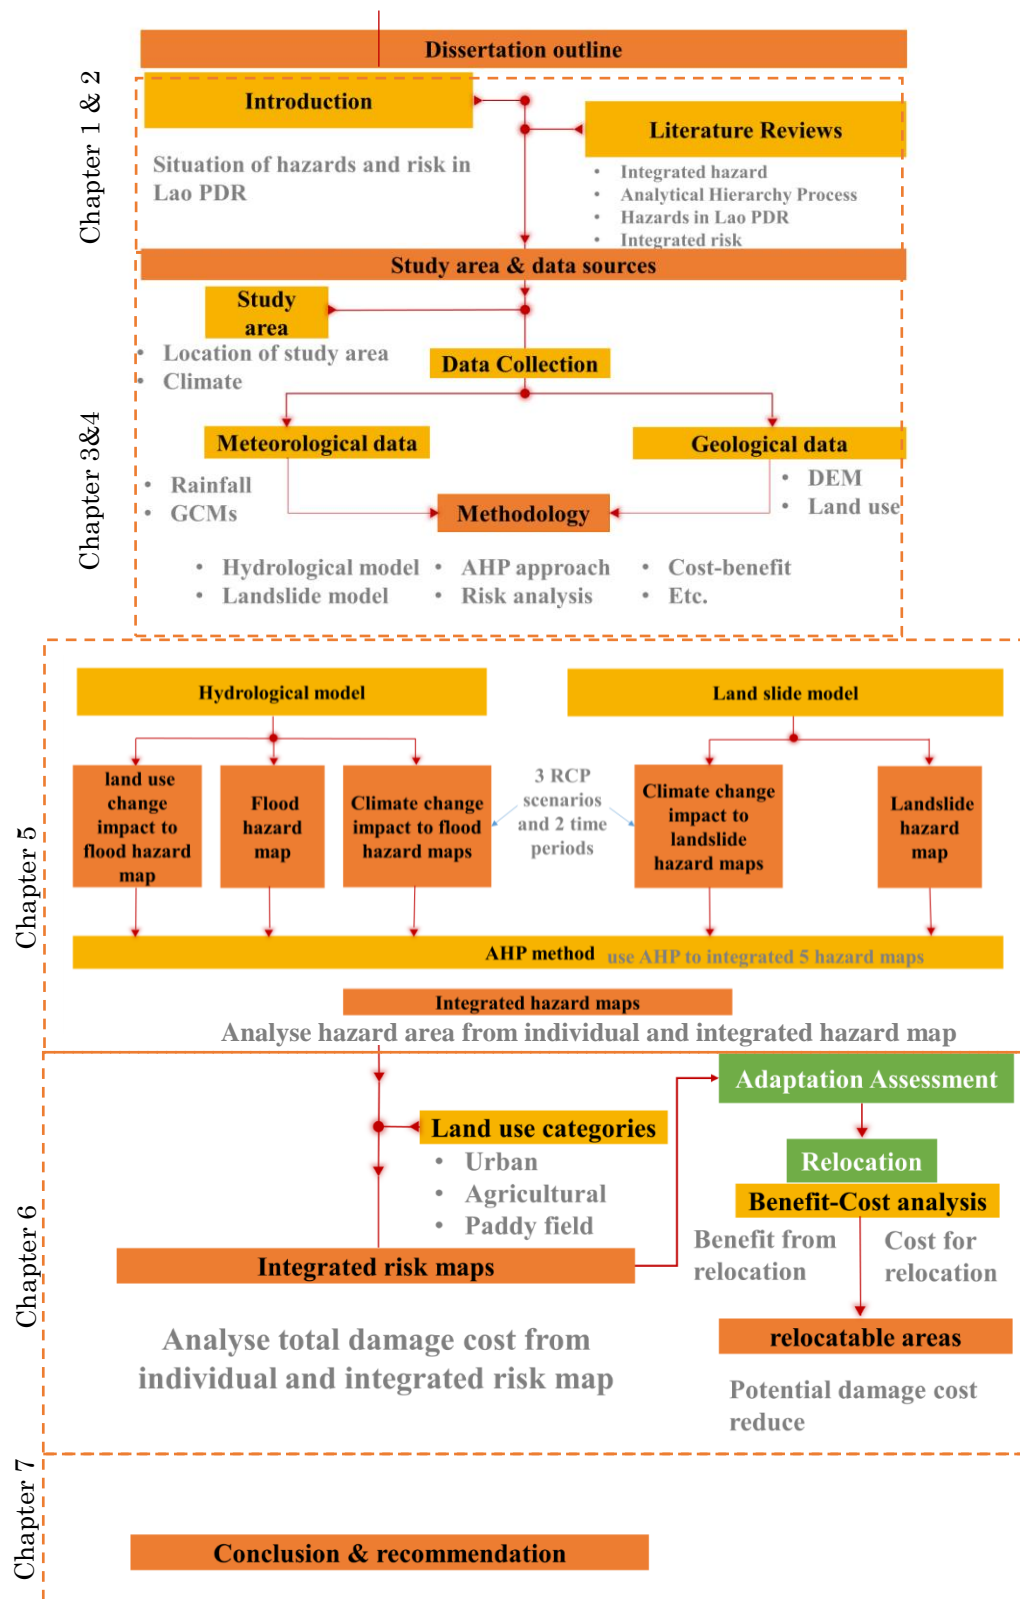 Dissertation outline
Chapter 1 & 2
Introduction
Situation of hazards and risk in
Lao PDR
Literature Reviews
• Integrated hazard
• Analytical Hierarchy Process
• Hazards in Lao PDR
• Integrated risk
Study area & data sources
Chapter 3&4
Study
area
• Location of study area
• Climate
Data Collection
Meteorological data
• Rainfall
• GCMs
Geological data
• DEM
• Land use
Methodology
• Hydrological model
• Landslide model
• AHP approach
• Risk analysis
• Cost-benefit
• Etc.
Chapter 5
Hydrological model
Land slide model
land use
change
impact to
flood hazard
map
Flood
hazard
map
Climate change
impact to flood
hazard maps
3 RCP
scenarios
and 2 time
periods
Climate change
impact to
landslide
hazard maps
Landslide
hazard
map
AHP method use AHP to integrated 5 hazard maps
Integrated hazard maps
Analyse hazard area from individual and integrated hazard map
Chapter 6
Land use categories
• Urban
• Agricultural
• Paddy field
Integrated risk maps
Analyse total damage cost from
individual and integrated risk map
Adaptation Assessment
Relocation
Benefit-Cost analysis
Benefit from
relocation
Cost for
relocation
relocatable areas
Potential damage cost
reduce
Chapter 7
Conclusion & recommendation